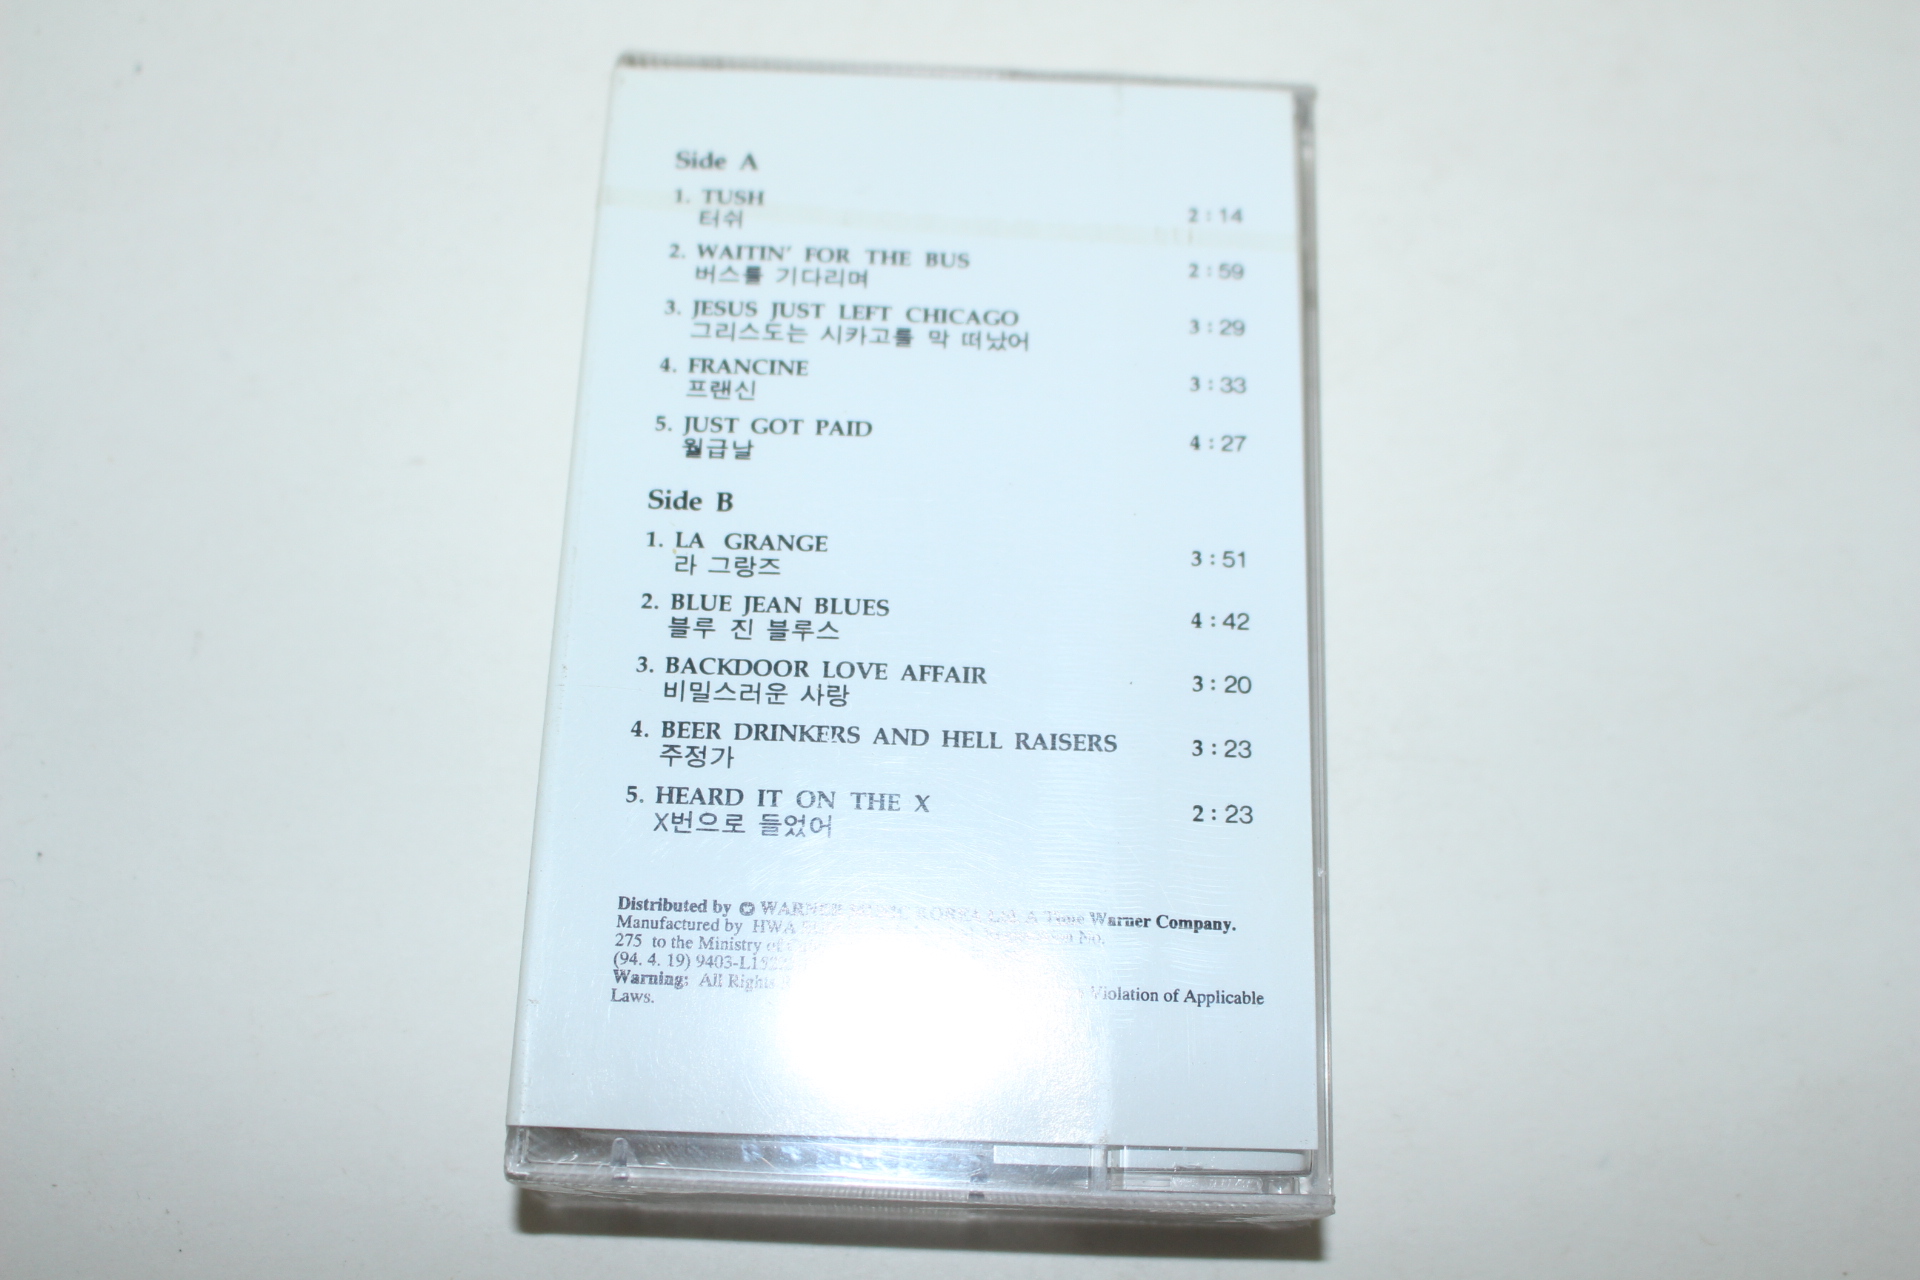 Side A
1. TUSH
터쉬
2 : 14
2. WAITIN' FOR THE BUS
버스를 기다리며
2 : 59
3. JESUS JUST LEFT CHICAGO
그리스도는 시카고를 막 떠났어
3 : 29
4. FRANCINE
프랜신
3 : 33
5. JUST GOT PAID
월급날
4 : 27
Side B
1. LA GRANGE
라 그랑즈
3 : 51
2. BLUE JEAN BLUES
블루 진 블루스
4 : 42
3. BACKDOOR LOVE AFFAIR
비밀스러운 사랑
3 : 20
4. BEER DRINKERS AND HELL RAISERS
주정가
3 : 23
5. HEARD IT ON THE X
X번으로 들었어
2 : 23
Distributed by WARNER MUSIC KOREA A Time Warner Company.
Manufactured by HWA No.
275 to the Ministry of
(94. 4. 19)
Warning: All Rights Violation of Applicable
Laws.